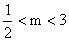 1/2 < m < 3